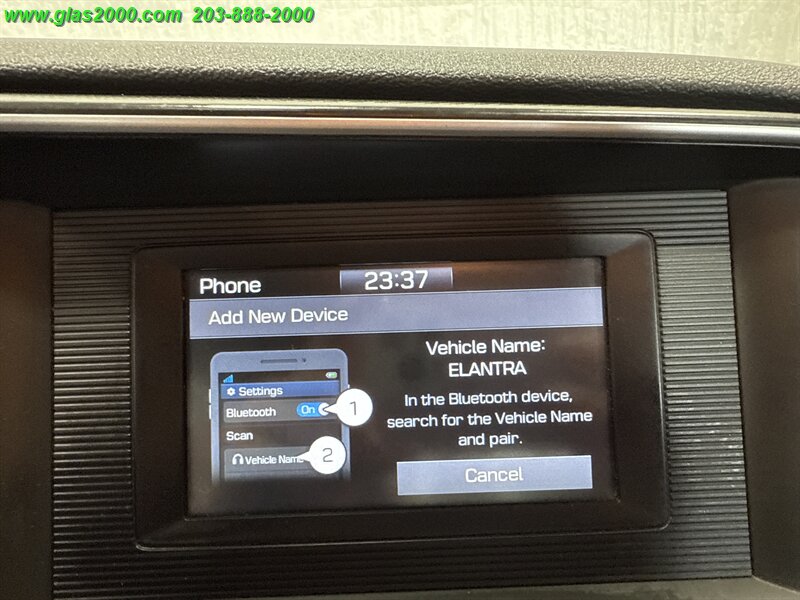 www.glas2000.com 203-888-2000
Phone
23:37
Add New Device
Settings
Bluetooth On
1
Scan
Vehicle Name
2
Vehicle Name:
ELANTRA
In the Bluetooth device,
search for the Vehicle Name
and pair.
Cancel